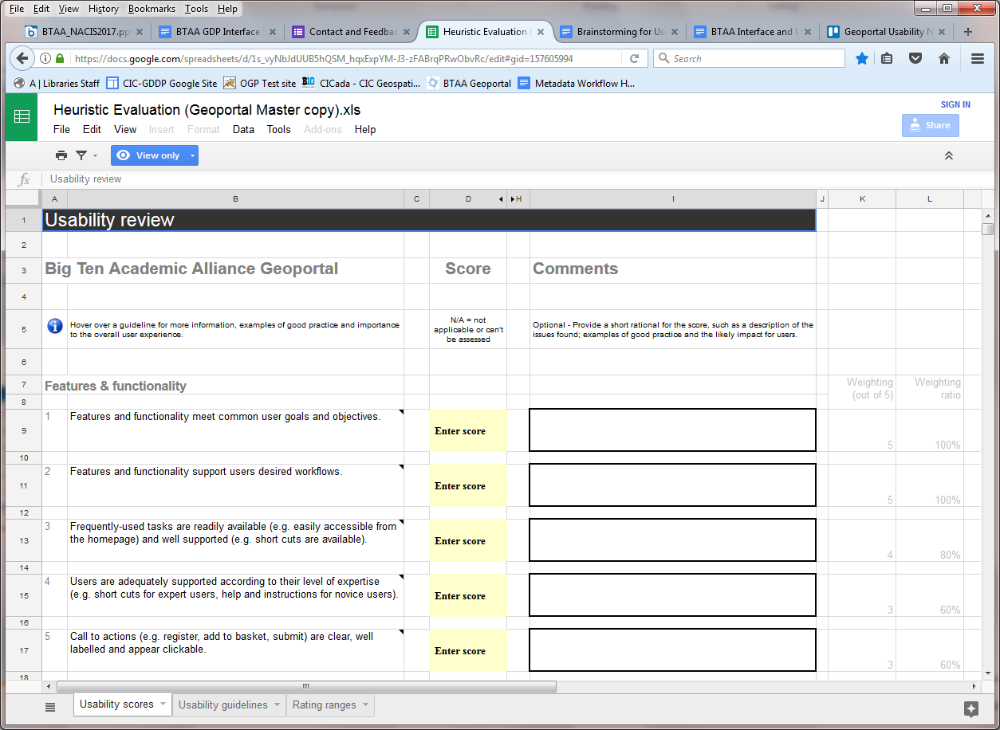 File Edit View History Bookmarks Tools Help
BTAA_NACIS2017.pp
BTAA GDP Interface
Contact and Feedbac
Heuristic Evaluation (
Brainstorming for Us
BTAA Interface and U
Geoportal Usability N
https://docs.google.com/spreadsheets/d/1s_vyNbJdUUB5hQSM_hqxExpYM-J3-zFABrqPRwObvRc/edit#gid=157605994
Search
A | Libraries Staff
CIC-GDDP Google Site
OGP Test site
CICada - CIC Geospati...
BTAA Geoportal
Metadata Workflow H...
Heuristic Evaluation (Geoportal Master copy).xls
SIGN IN
File Edit View Insert Format Data Tools Add-ons Help
Share
View only
fx Usability review
A B C D H I J K L
1 Usability review
2
3 Big Ten Academic Alliance Geoportal Score Comments
4
5 Hover over a guideline for more information, examples of good practice and importance
to the overall user experience.
N/A = not
applicable or can't
be assessed
Optional - Provide a short rational for the score, such as a description of the
issues found; examples of good practice and the likely impact for users.
6
7 Features & functionality
Weighting
(out of 5)
Weighting
ratio
8
9 1 Features and functionality meet common user goals and objectives.
Enter score
5 100%
10
11 2 Features and functionality support users desired workflows.
Enter score
5 100%
12
13 3 Frequently-used tasks are readily available (e.g. easily accessible from
the homepage) and well supported (e.g. short cuts are available).
Enter score
4 80%
14
15 4 Users are adequately supported according to their level of expertise
(e.g. short cuts for expert users, help and instructions for novice users).
Enter score
3 60%
16
17 5 Call to actions (e.g. register, add to basket, submit) are clear, well
labelled and appear clickable.
Enter score
3 60%
18
Usability scores
Usability guidelines
Rating ranges